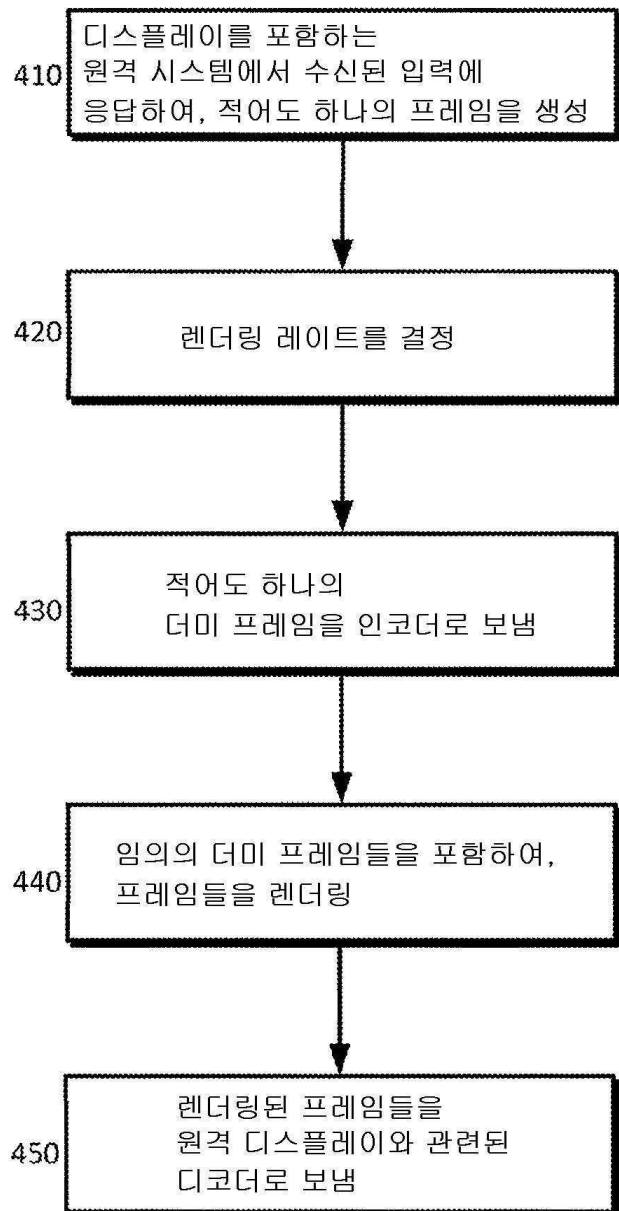 410
디스플레이를 포함하는
원격 시스템에서 수신된 입력에
응답하여, 적어도 하나의 프레임을 생성
420
렌더링 레이트를 결정
430
적어도 하나의
더미 프레임을 인코더로 보냄
440
임의의 더미 프레임들을 포함하여,
프레임들을 렌더링
450
렌더링된 프레임들을
원격 디스플레이와 관련된
디코더로 보냄